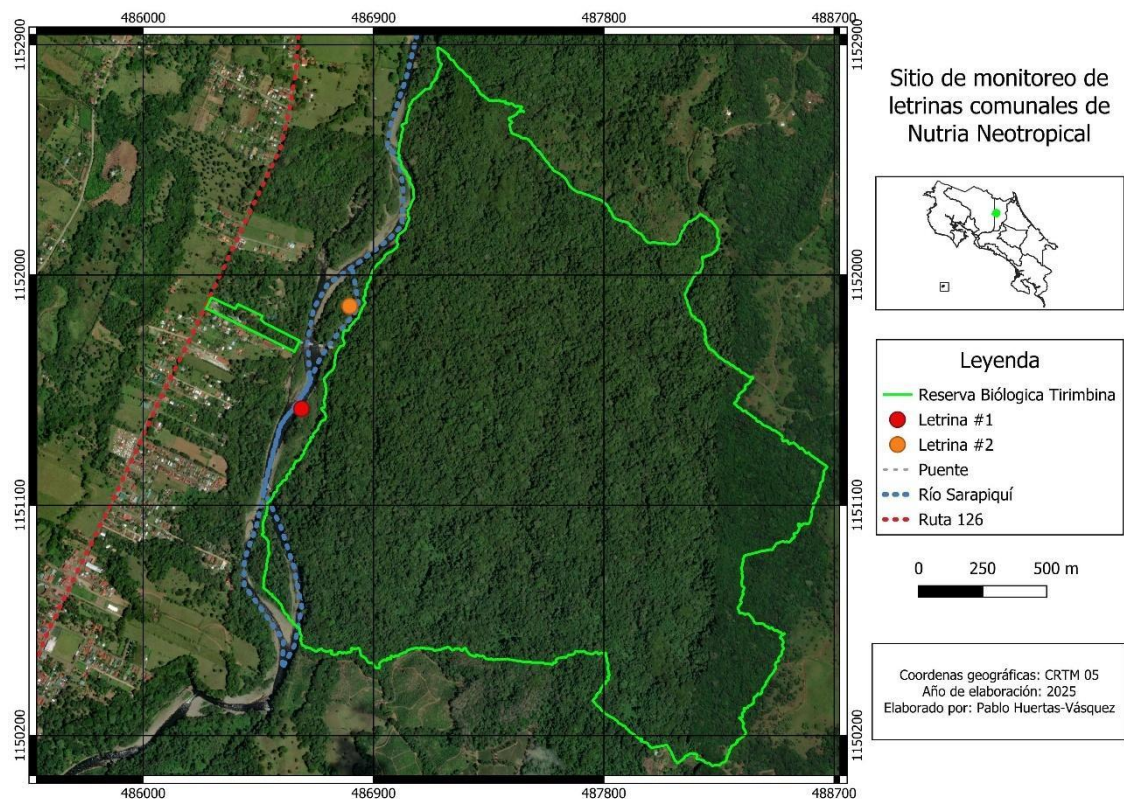 486000 486900 487800 488700
1152900 1152900
1152000 1152000
1151100 1151100
1150200 1150200
486000 486900 487800 488700
Sitio de monitoreo de
letrinas comunales de
Nutria Neotropical
Leyenda
Reserva Biólogica Tirimbina
Letrina #1
Letrina #2
Puente
Río Sarapiquí
Ruta 126
0 250 500 m
Coordenas geográficas: CRTM 05
Año de elaboración: 2025
Elaborado por: Pablo Huertas-Vásquez